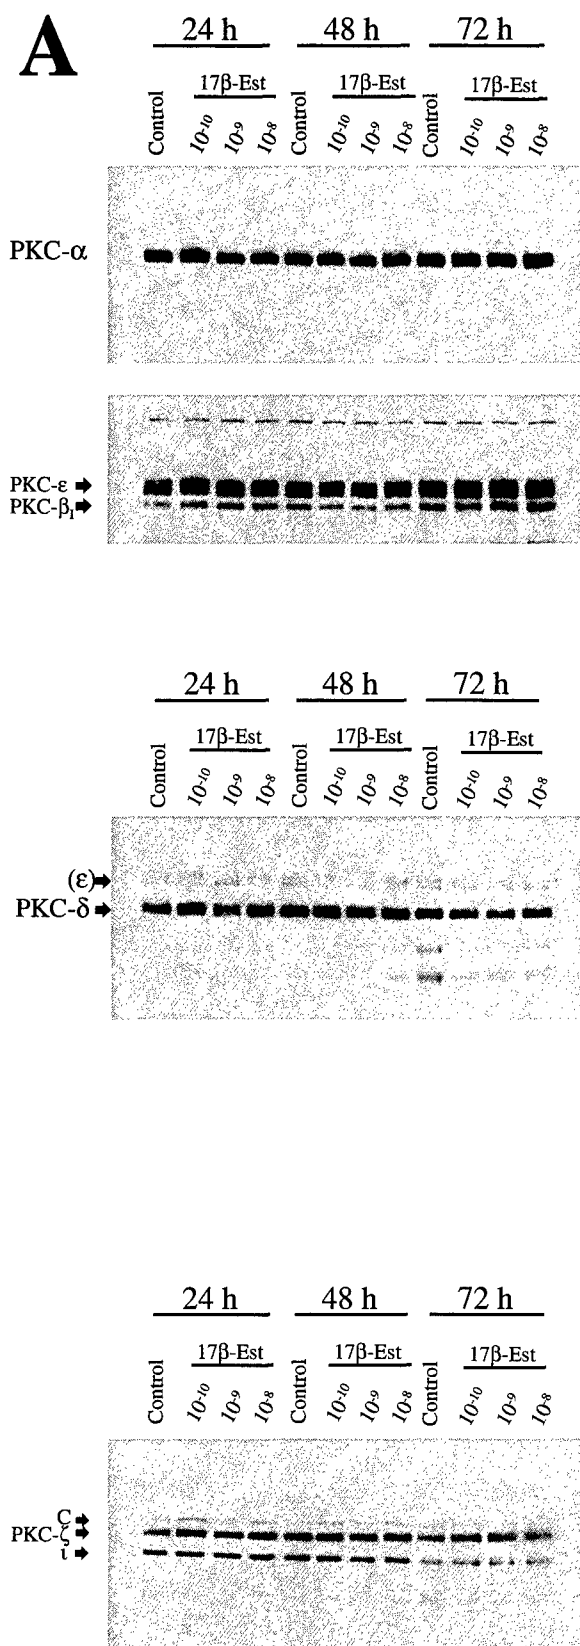 A
24 h 48 h 72 h
17β-Est 17β-Est 17β-Est
Control 10-10 10-9 10-8 Control 10-10 10-9 10-8 Control 10-10 10-9 10-8
PKC-α
PKC-ε
PKC-β1
24 h 48 h 72 h
17β-Est 17β-Est 17β-Est
Control 10-10 10-9 10-8 Control 10-10 10-9 10-8 Control 10-10 10-9 10-8
(ε)
PKC-δ
24 h 48 h 72 h
17β-Est 17β-Est 17β-Est
Control 10-10 10-9 10-8 Control 10-10 10-9 10-8 Control 10-10 10-9 10-8
C
PKC-ζ
ι